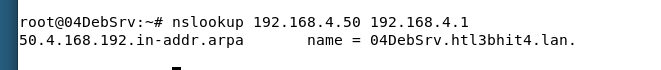 root@04DebSrv:~# nslookup 192.168.4.50 192.168.4.1
50.4.168.192.in-addr.arpa       name = 04DebSrv.htl3bhit4.lan.